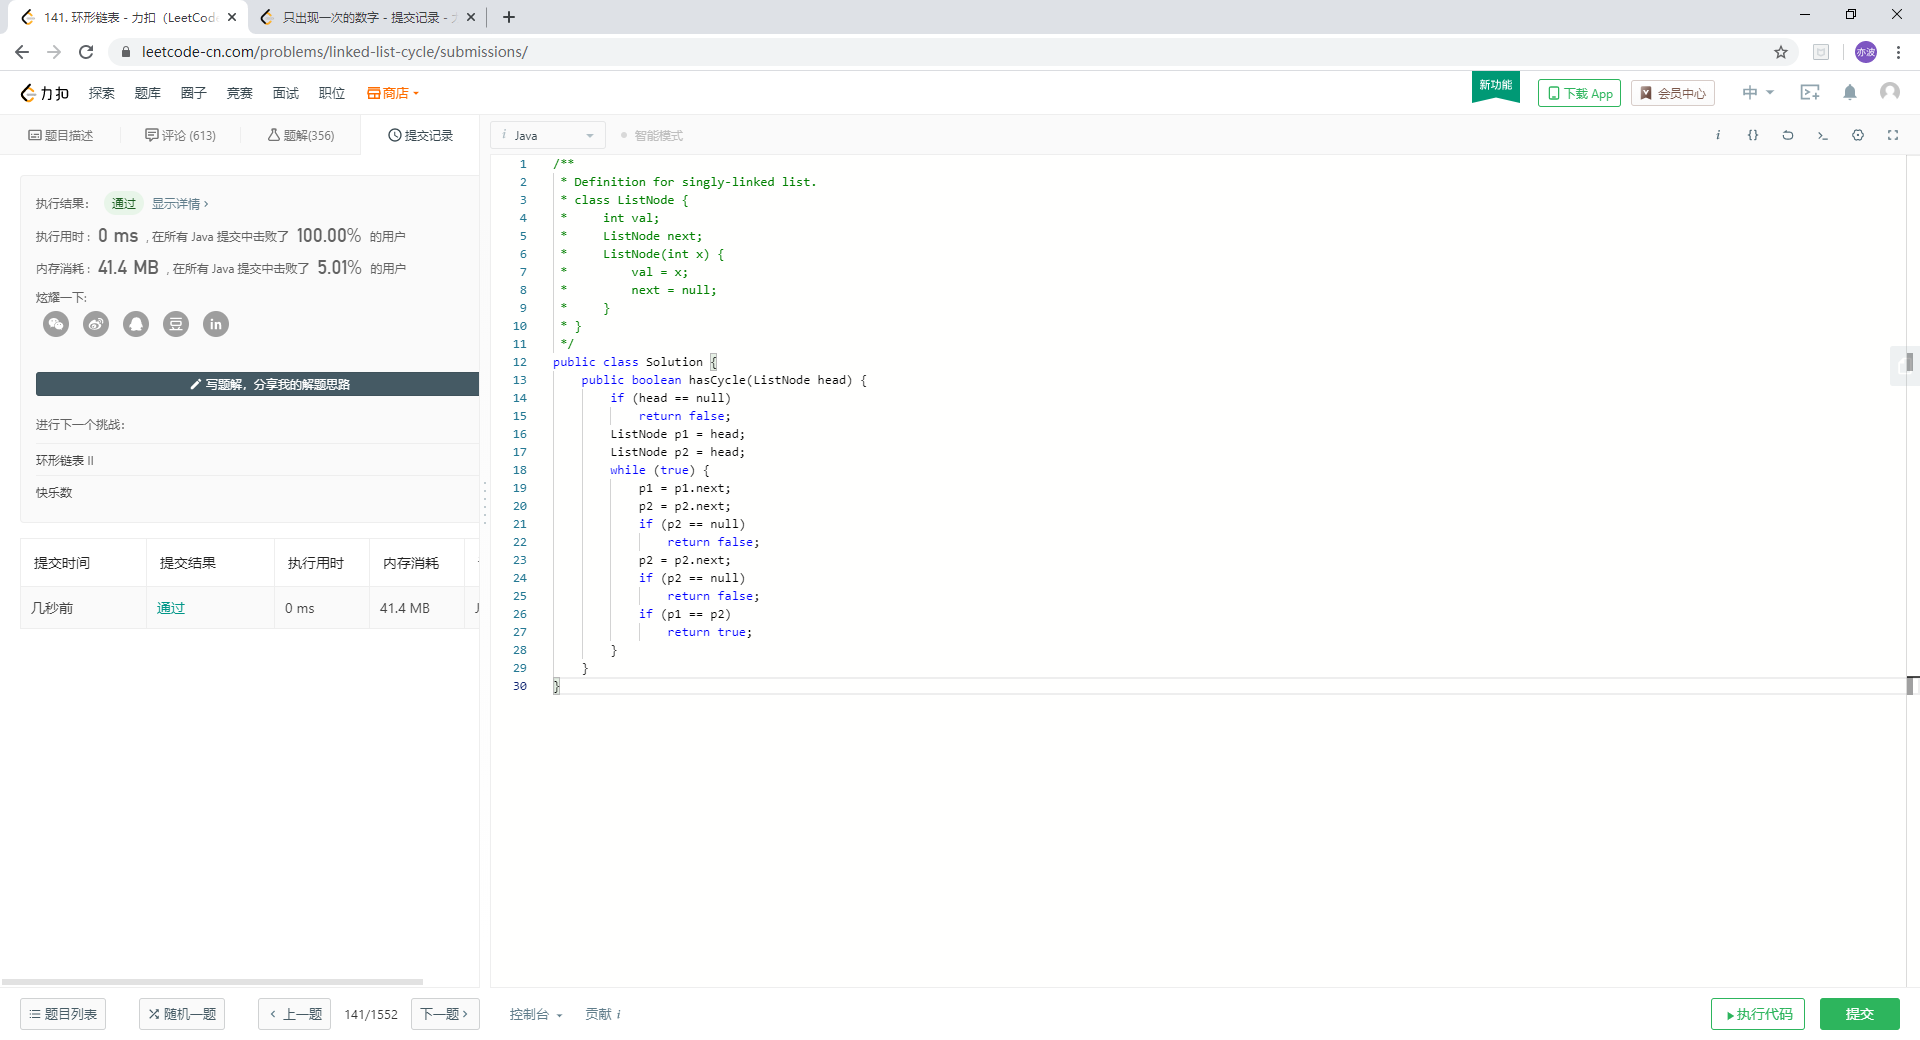 141. 环形链表 - 力扣（LeetCod
只出现一次的数字 - 提交记录 -
leetcode-cn.com/problems/linked-list-cycle/submissions/
亦波
力扣
探索
题库
圈子
竞赛
面试
职位
商店
新功能
下载 App
会员中心
中
题目描述
评论 (613)
题解(356)
提交记录
i Java
智能模式
执行结果：
通过
显示详情 ›
执行用时 : 0 ms , 在所有 Java 提交中击败了 100.00% 的用户
内存消耗 : 41.4 MB , 在所有 Java 提交中击败了 5.01% 的用户
炫耀一下:
豆
in
写题解，分享我的解题思路
进行下一个挑战：
环形链表 II
快乐数
提交时间 提交结果 执行用时 内存消耗
几秒前 通过 0 ms 41.4 MB J
1 /**
2 * Definition for singly-linked list.
3 * class ListNode {
4 *     int val;
5 *     ListNode next;
6 *     ListNode(int x) {
7 *         val = x;
8 *         next = null;
9 *     }
10 * }
11 */
12 public class Solution {
13     public boolean hasCycle(ListNode head) {
14         if (head == null)
15             return false;
16         ListNode p1 = head;
17         ListNode p2 = head;
18         while (true) {
19             p1 = p1.next;
20             p2 = p2.next;
21             if (p2 == null)
22                 return false;
23             p2 = p2.next;
24             if (p2 == null)
25                 return false;
26             if (p1 == p2)
27                 return true;
28         }
29     }
30 }
题目列表
随机一题
‹ 上一题
141/1552
下一题 ›
控制台
贡献 i
执行代码
提交